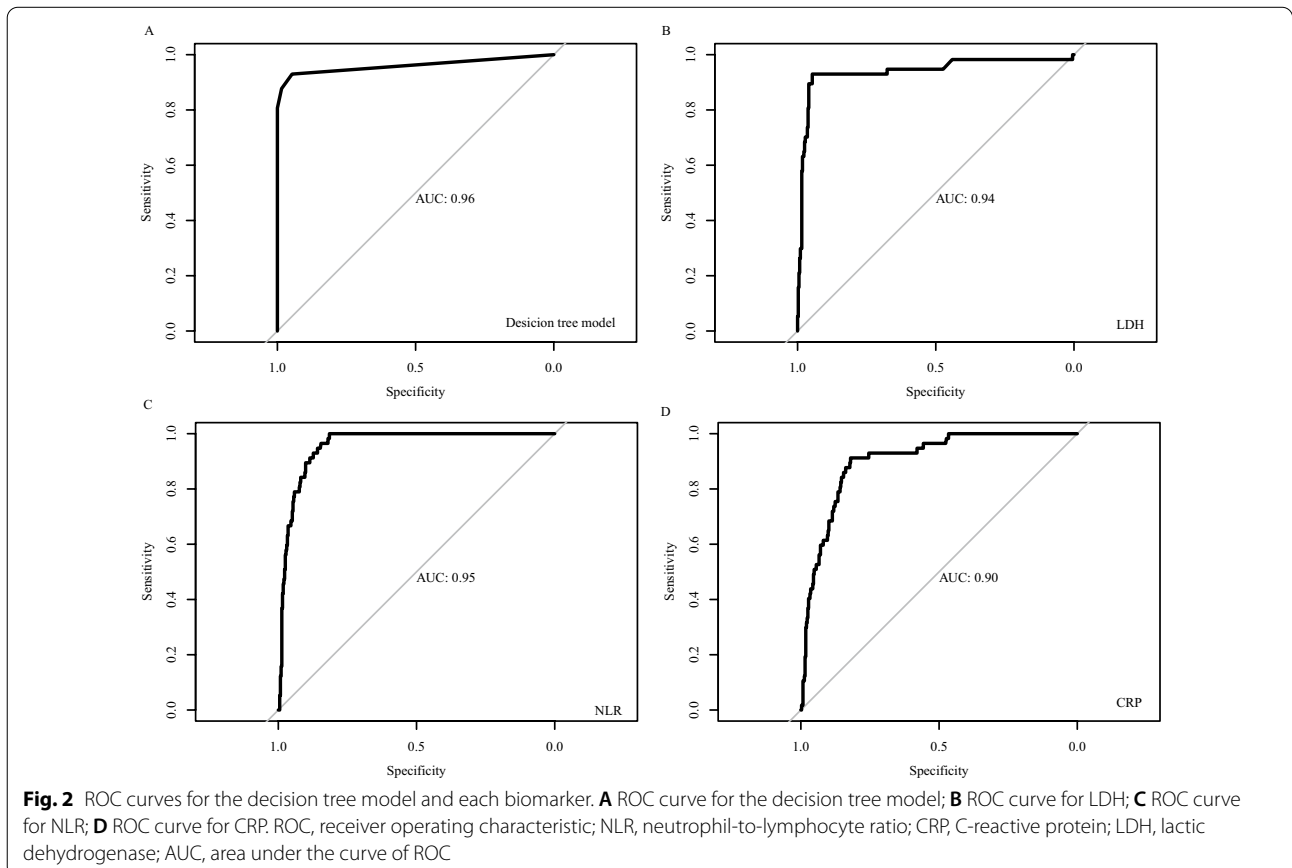 A
1.0
0.8
0.6
0.4
0.2
0.0
Sensitivity
AUC: 0.96
Desicion tree model
1.0
0.5
0.0
Specificity
B
1.0
0.8
0.6
0.4
0.2
0.0
Sensitivity
AUC: 0.94
LDH
1.0
0.5
0.0
Specificity
C
1.0
0.8
0.6
0.4
0.2
0.0
Sensitivity
AUC: 0.95
NLR
1.0
0.5
0.0
Specificity
D
1.0
0.8
0.6
0.4
0.2
0.0
Sensitivity
AUC: 0.90
CRP
1.0
0.5
0.0
Specificity
Fig. 2 ROC curves for the decision tree model and each biomarker. A ROC curve for the decision tree model; B ROC curve for LDH; C ROC curve
for NLR; D ROC curve for CRP. ROC, receiver operating characteristic; NLR, neutrophil-to-lymphocyte ratio; CRP, C-reactive protein; LDH, lactic
dehydrogenase; AUC, area under the curve of ROC